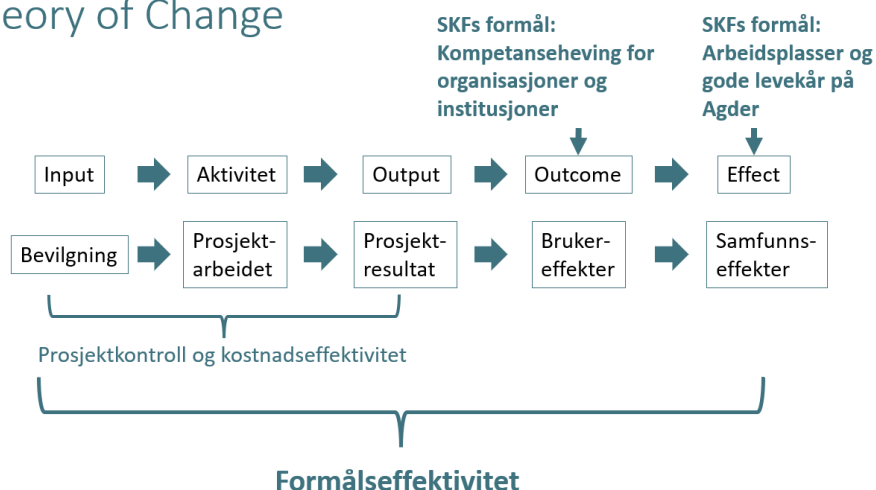 eory of Change
SKFs formål:
Kompetanseheving for
organisasjoner og
institusjoner
SKFs formål:
Arbeidsplasser og
gode levekår på
Agder
Input
Aktivitet
Output
Outcome
Effect
Bevilgning
Prosjekt-
arbeidet
Prosjekt-
resultat
Bruker-
effekter
Samfunns-
effekter
Prosjektkontroll og kostnadseffektivitet
Formålseffektivitet